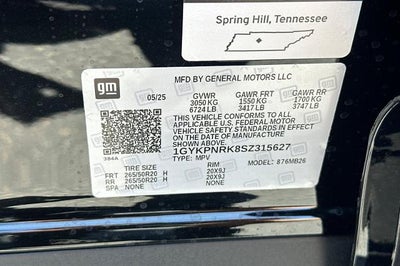 Spring Hill, Tennessee
gm
MFD BY GENERAL MOTORS LLC
05/25 GVWR GAWR FRT GAWR RR
3050 KG 1550 KG 1700 KG
6724 LB 3417 LB 3747 LB
THIS VEHICLE CONFORMS TO ALL
APPLICABLE U.S. FEDERAL MOTOR
VEHICLE SAFETY STANDARDS IN EFFECT
ON THE DATE OF MANUFACTURE
SHOWN ABOVE.
1GYKPNRK8SZ315627
384A TYPE: MPV MODEL: 876MB26
TIRE SIZE RIM
FRT 265/50R20 H 20X9J
RR 265/50R20 H 20X9J
SPA NONE NONE